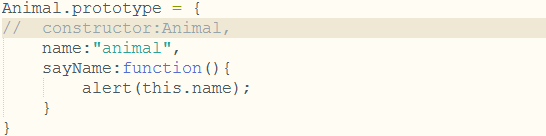 Animal.prototype = {
//  constructor:Animal,
    name:"animal",
    sayName:function(){
        alert(this.name);
    }
}